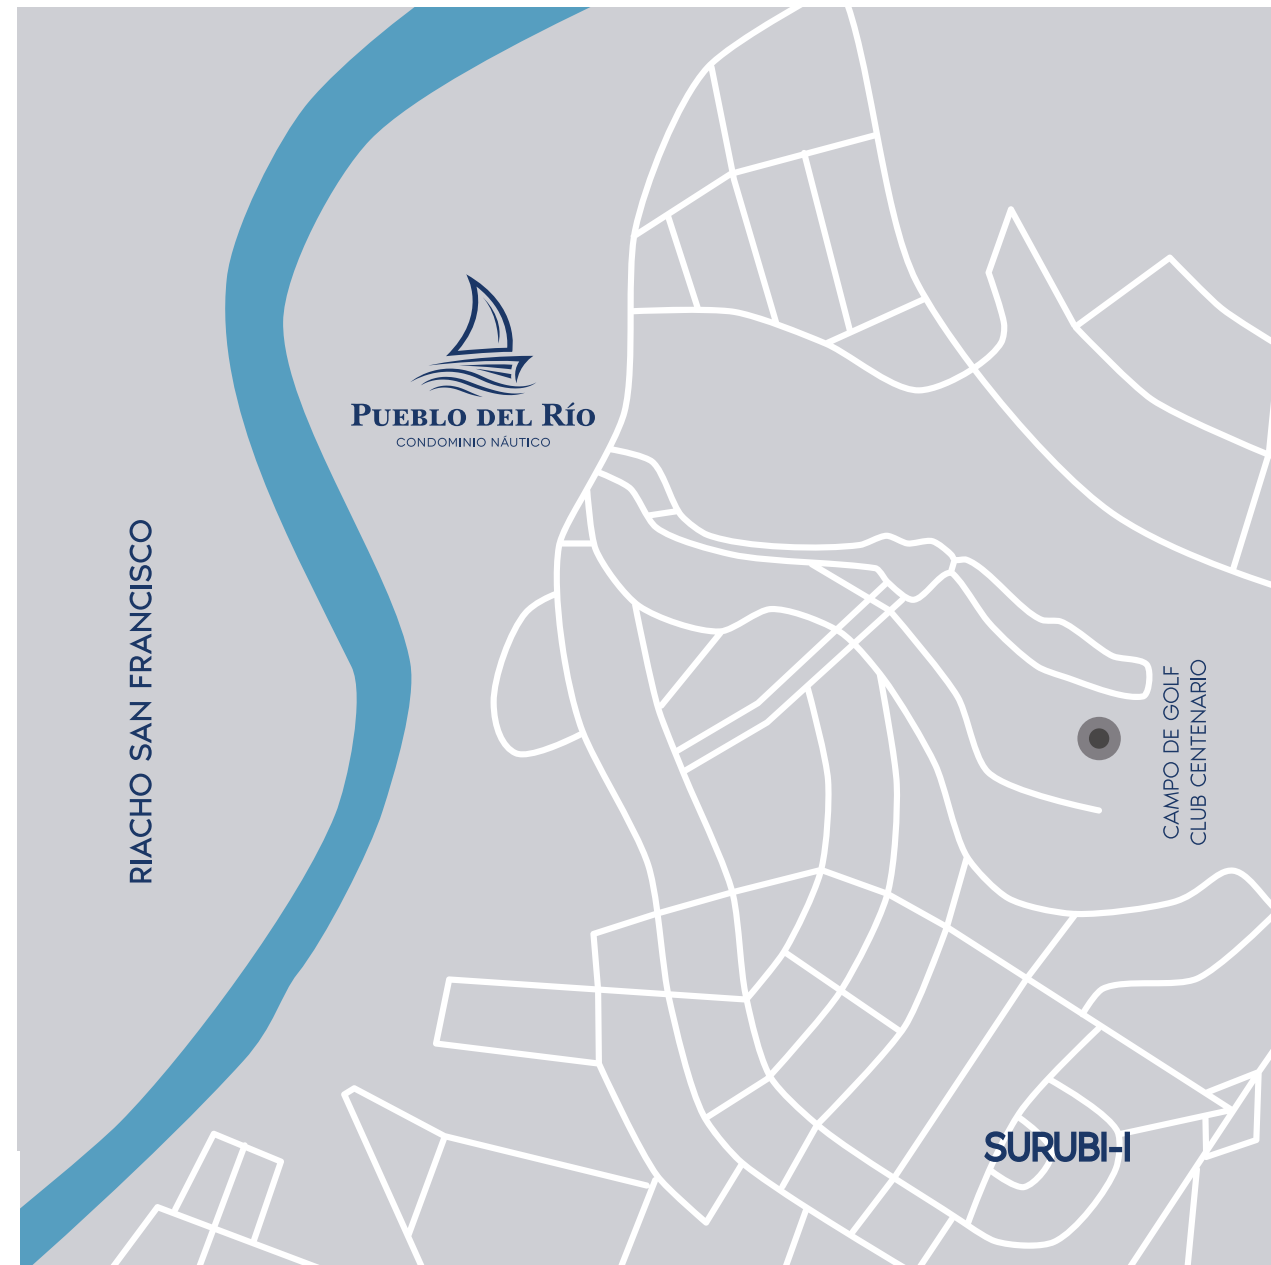 PUEBLO DEL RÍO
CONDOMINIO NÁUTICO
RIACHO SAN FRANCISCO
CAMPO DE GOLF
CLUB CENTENARIO
SURUBI-I